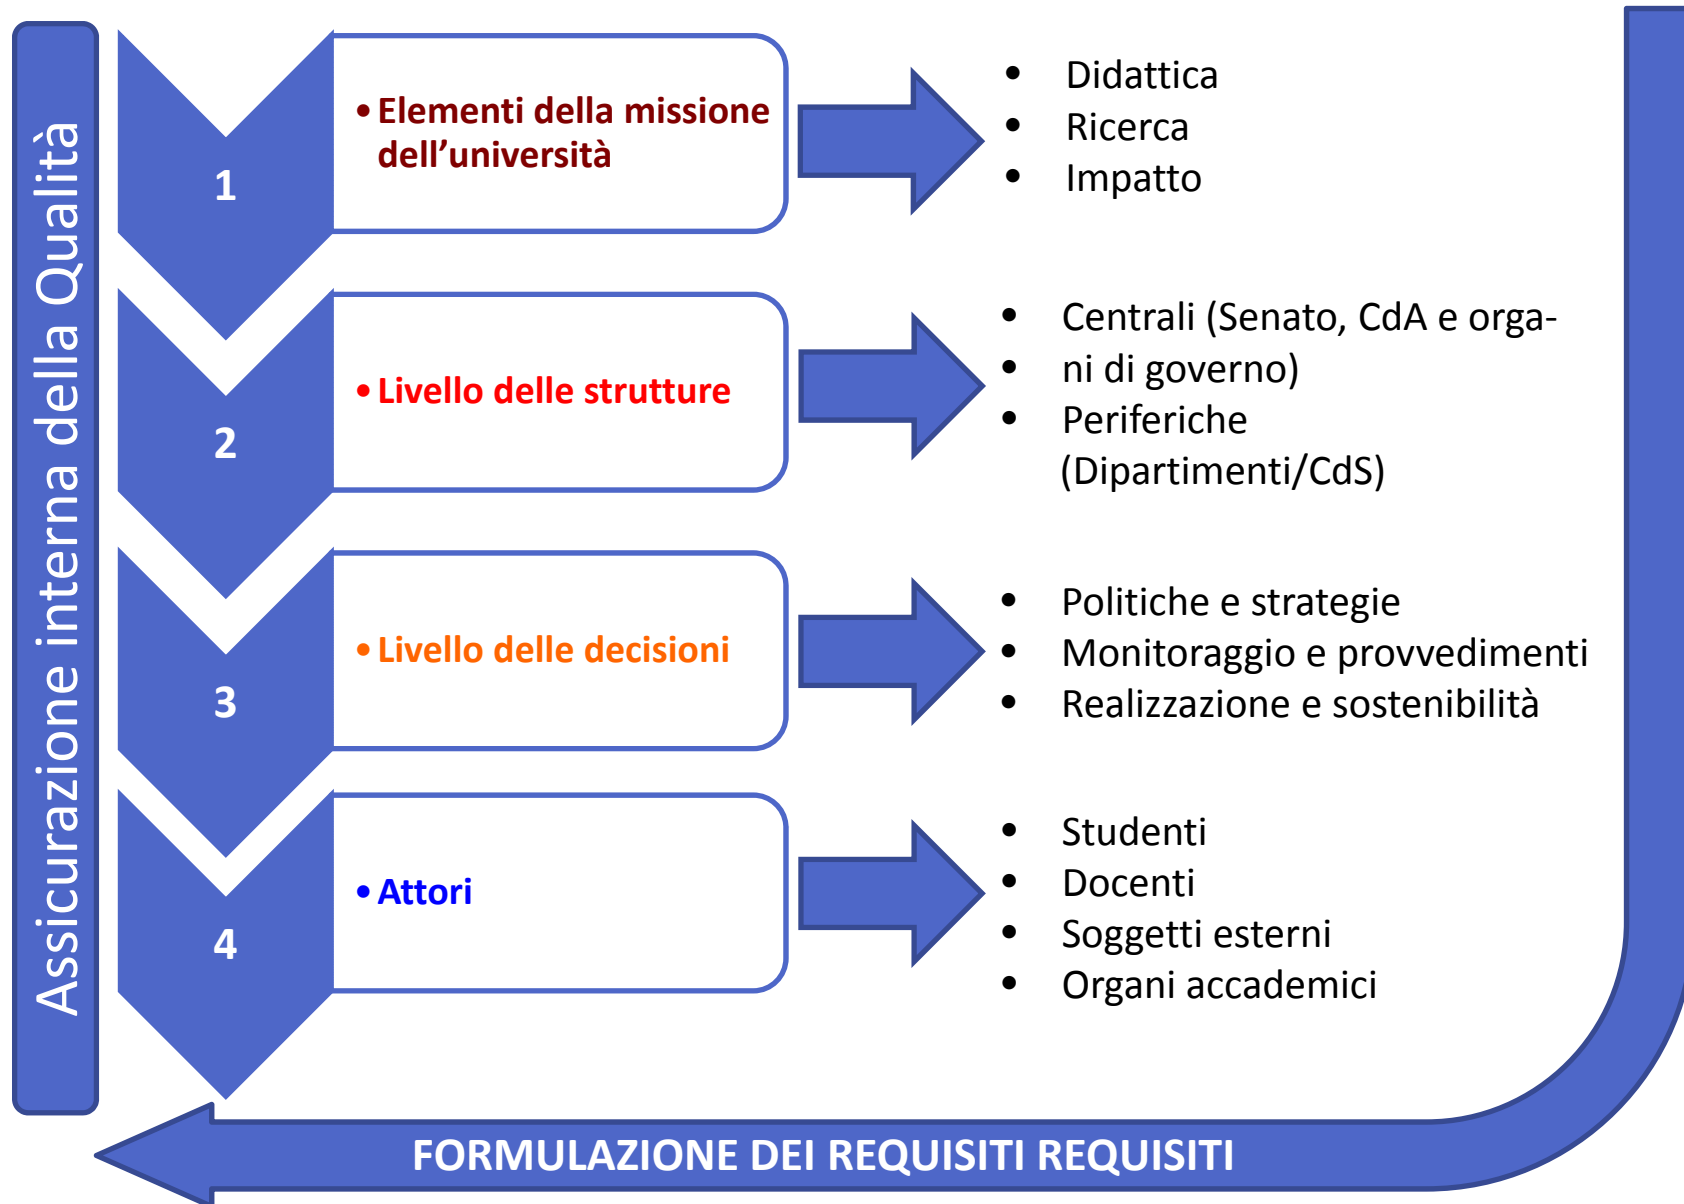 Assicurazione interna della Qualità
1
• Elementi della missione
dell’università
• Didattica
• Ricerca
• Impatto
2
• Livello delle strutture
• Centrali (Senato, CdA e orga-
• ni di governo)
• Periferiche
(Dipartimenti/CdS)
3
• Livello delle decisioni
• Politiche e strategie
• Monitoraggio e provvedimenti
• Realizzazione e sostenibilità
4
• Attori
• Studenti
• Docenti
• Soggetti esterni
• Organi accademici
FORMULAZIONE DEI REQUISITI REQUISITI